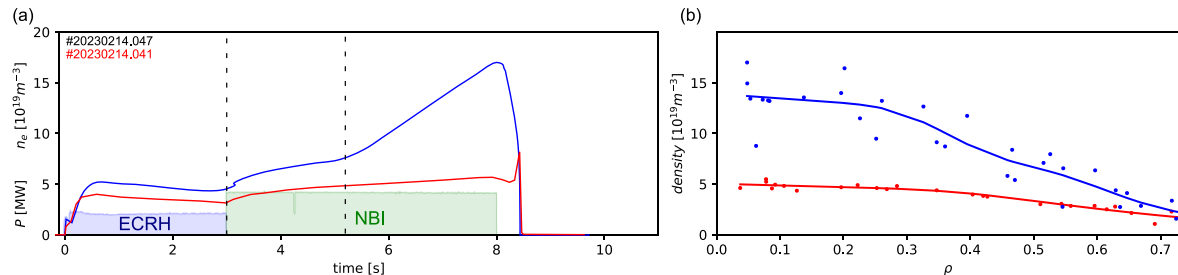 (a)
#20230214.047
#20230214.041
20
15
10
5
0
P [MW] n_e [10^{19}m^{-3}]
ECRH
NBI
0 2 4 6 8 10
time [s]
(b)
20
15
10
5
0
density [10^{19}m^{-3}]
0.0 0.1 0.2 0.3 0.4 0.5 0.6 0.7
ρ